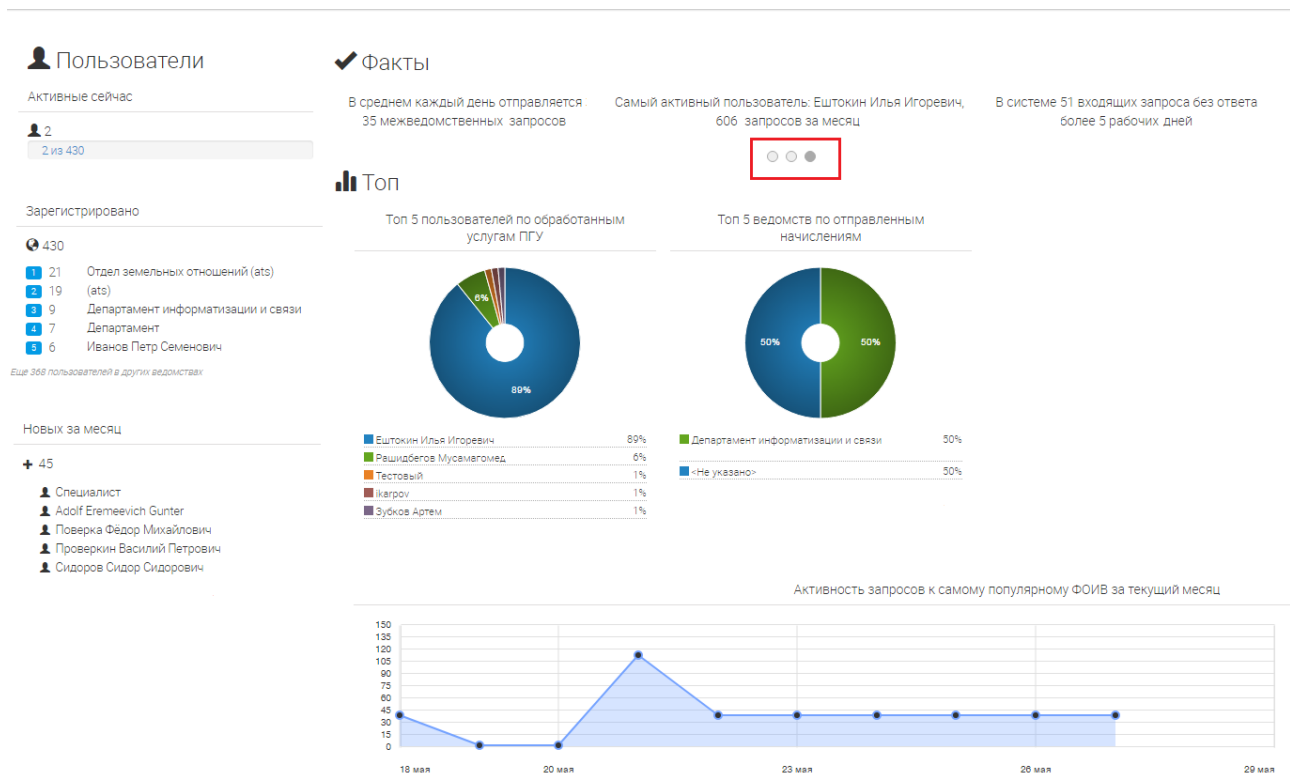 Пользователи
Активные сейчас
2
2 из 430
Зарегистрировано
430
1 21 Отдел земельных отношений (ats)
2 19 (ats)
3 9 Департамент информатизации и связи
4 7 Департамент
5 6 Иванов Петр Семенович
Еще 368 пользователей в других ведомствах
Новых за месяц
45
Специалист
Adolf Eremeevich Gunter
Поверка Фёдор Михайлович
Проверкин Василий Петрович
Сидоров Сидор Сидорович
Факты
В среднем каждый день отправляется
35 межведомственных запросов
Самый активный пользователь: Ештокин Илья Игоревич,
606 запросов за месяц
В системе 51 входящих запроса без ответа
более 5 рабочих дней
Топ
Топ 5 пользователей по обработанным
услугам ПГУ
6%
89%
Ештокин Илья Игоревич 89%
Рашидбегов Мусамагомед 6%
Тестовый 1%
ikarpov 1%
Зубков Артем 1%
Топ 5 ведомств по отправленным
начислениям
50% 50%
Департамент информатизации и связи 50%
<Не указано> 50%
Активность запросов к самому популярному ФОИВ за текущий месяц
150
135
120
105
90
75
60
45
30
15
0
18 мая 20 мая 23 мая 26 мая 29 мая